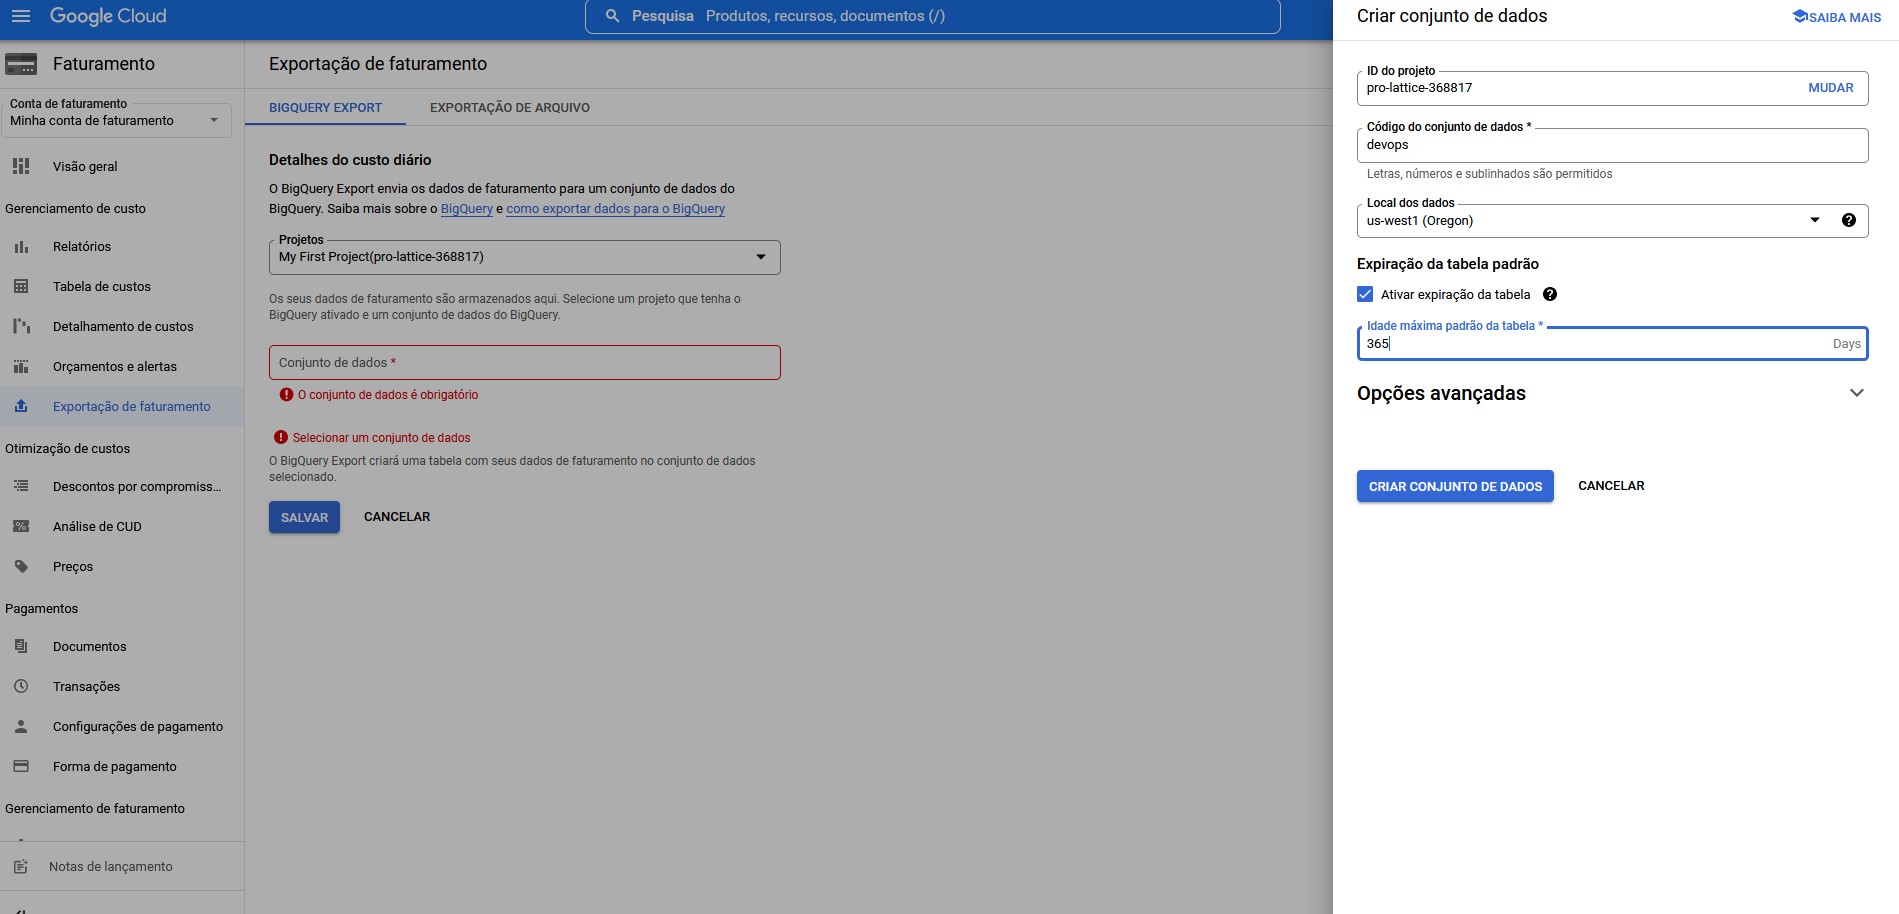 Google Cloud
Pesquisa Produtos, recursos, documentos (/)
Faturamento
Conta de faturamento
Minha conta de faturamento
Visão geral
Gerenciamento de custo
Relatórios
Tabela de custos
Detalhamento de custos
Orçamentos e alertas
Exportação de faturamento
Otimização de custos
Descontos por compromiss...
Análise de CUD
Preços
Pagamentos
Documentos
Transações
Configurações de pagamento
Forma de pagamento
Gerenciamento de faturamento
Notas de lançamento
Exportação de faturamento
BIGQUERY EXPORT
EXPORTAÇÃO DE ARQUIVO
Detalhes do custo diário
O BigQuery Export envia os dados de faturamento para um conjunto de dados do
BigQuery. Saiba mais sobre o BigQuery e como exportar dados para o BigQuery
Projetos
My First Project(pro-lattice-368817)
Os seus dados de faturamento são armazenados aqui. Selecione um projeto que tenha o
BigQuery ativado e um conjunto de dados do BigQuery.
Conjunto de dados *
O conjunto de dados é obrigatório
Selecionar um conjunto de dados
O BigQuery Export criará uma tabela com seus dados de faturamento no conjunto de dados
selecionado.
SALVAR
CANCELAR
Criar conjunto de dados
SAIBA MAIS
ID do projeto
pro-lattice-368817
MUDAR
Código do conjunto de dados *
devops
Letras, números e sublinhados são permitidos
Local dos dados
us-west1 (Oregon)
Expiração da tabela padrão
Ativar expiração da tabela
Idade máxima padrão da tabela *
365
Days
Opções avançadas
CRIAR CONJUNTO DE DADOS
CANCELAR